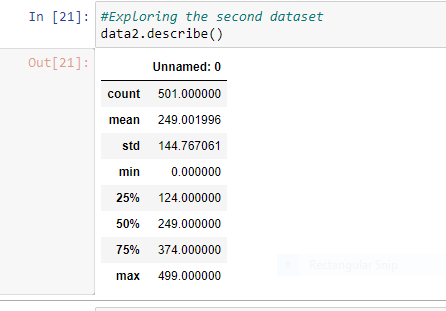 In [21]: #Exploring the second dataset
data2.describe()
Out[21]:
Unnamed: 0
count 501.000000
mean 249.001996
std 144.767061
min 0.000000
25% 124.000000
50% 249.000000
75% 374.000000
max 499.000000
Rectangular Snip